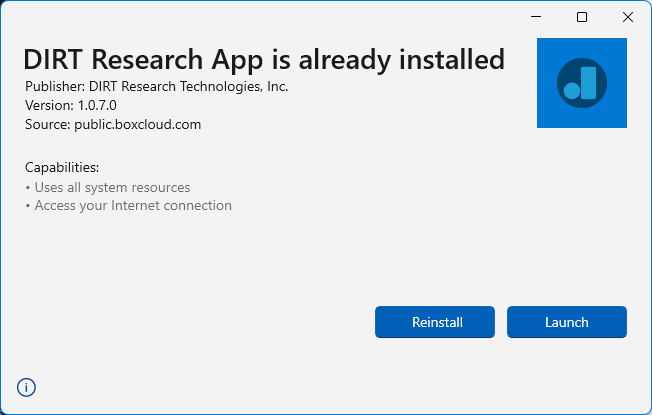 DIRT Research App is already installed
Publisher: DIRT Research Technologies, Inc.
Version: 1.0.7.0
Source: public.boxcloud.com
Capabilities:
• Uses all system resources
• Access your Internet connection
Reinstall
Launch